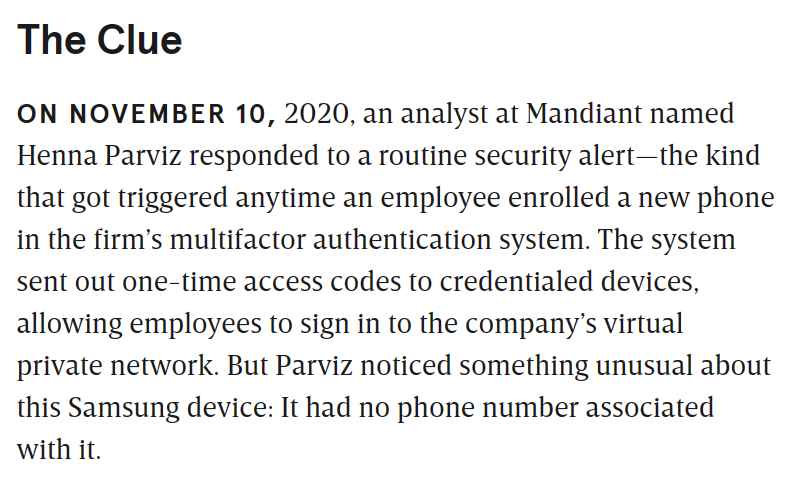 The Clue
ON NOVEMBER 10, 2020, an analyst at Mandiant named
Henna Parviz responded to a routine security alert—the kind
that got triggered anytime an employee enrolled a new phone
in the firm’s multifactor authentication system. The system
sent out one-time access codes to credentialed devices,
allowing employees to sign in to the company’s virtual
private network. But Parviz noticed something unusual about
this Samsung device: It had no phone number associated
with it.